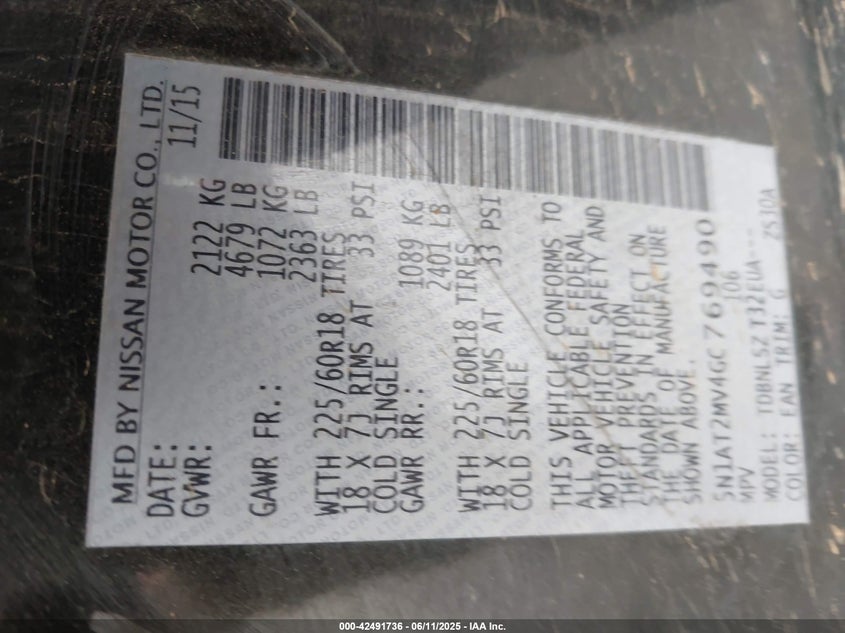 MFD BY NISSAN MOTOR CO., LTD.
DATE: 11/15
GVWR: 2122 KG
4679 LB
GAWR FR.: 1072 KG
2363 LB
WITH 225/60R18 TIRES
18 X 7J RIMS AT 33 PSI
COLD SINGLE
GAWR RR.: 1089 KG
2401 LB
WITH 225/60R18 TIRES
18 X 7J RIMS AT 33 PSI
COLD SINGLE
THIS VEHICLE CONFORMS TO
ALL APPLICABLE FEDERAL
MOTOR VEHICLE SAFETY AND
THEFT PREVENTION
STANDARDS IN EFFECT ON
THE DATE OF MANUFACTURE
SHOWN ABOVE.
5N1AT2MV4GC769490
MPV 106
MODEL: TDBNLSZ T32EUA---
COLOR: EAN TRIM: G 2S30A
000-42491736 - 06/11/2025 - IAA Inc.